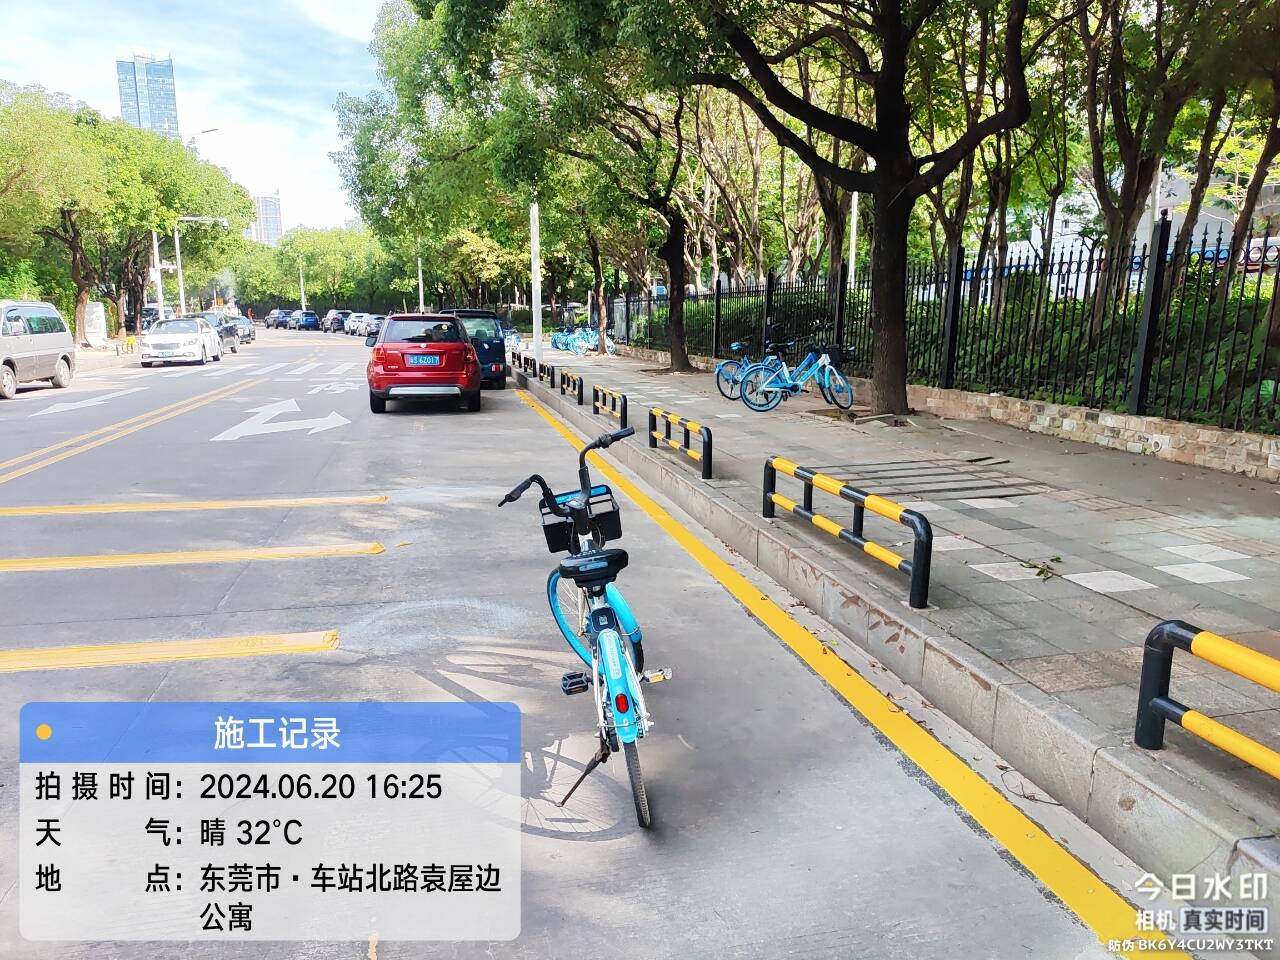 施工记录
拍摄时间：2024.06.20 16:25
天气：晴 32°C
地点：东莞市·车站北路袁屋边
公寓
今日水印
相机 真实时间
防伪 BK6Y4CU2WY3TKT